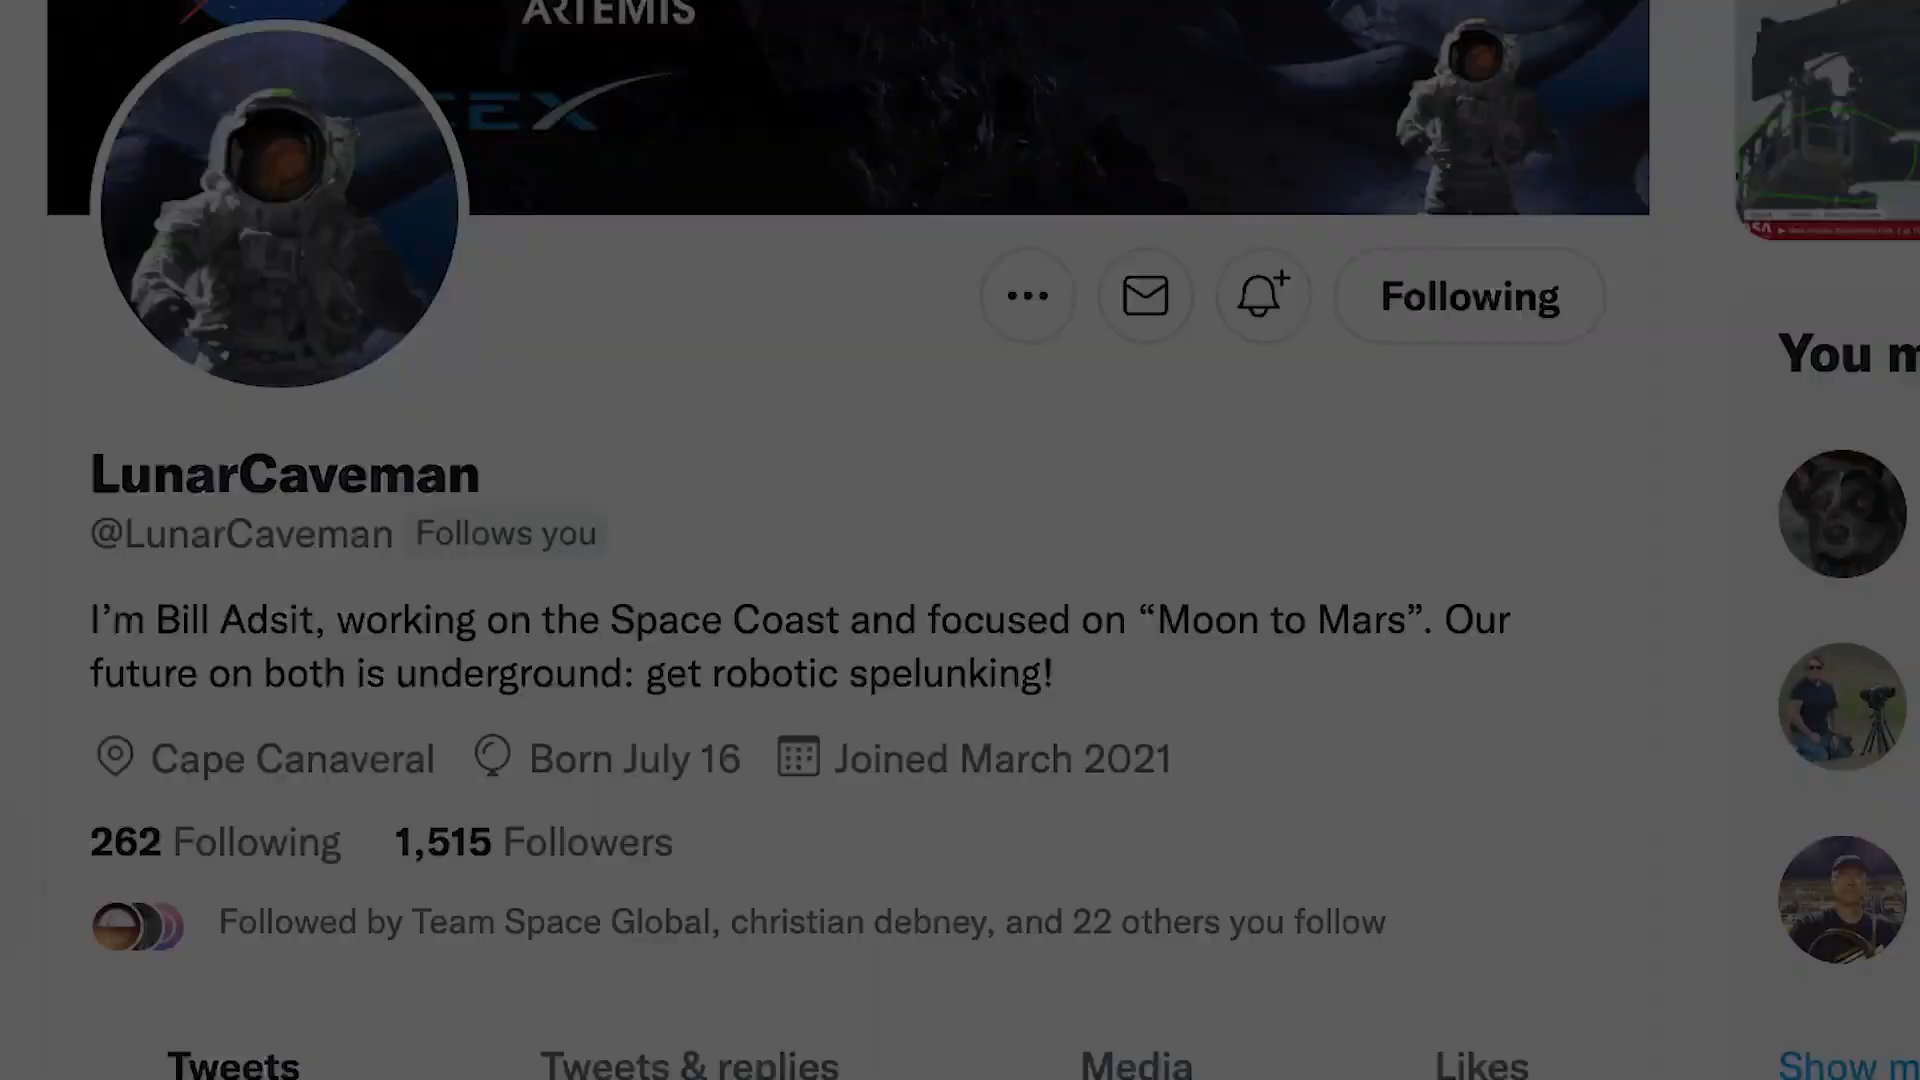 ARTEMIS
CEX
Following
You m
LunarCaveman
@LunarCaveman Follows you
I’m Bill Adsit, working on the Space Coast and focused on “Moon to Mars”. Our
future on both is underground: get robotic spelunking!
Cape Canaveral Born July 16 Joined March 2021
262 Following 1,515 Followers
Followed by Team Space Global, christian debney, and 22 others you follow
Tweets Tweets & replies Media Likes
Show m